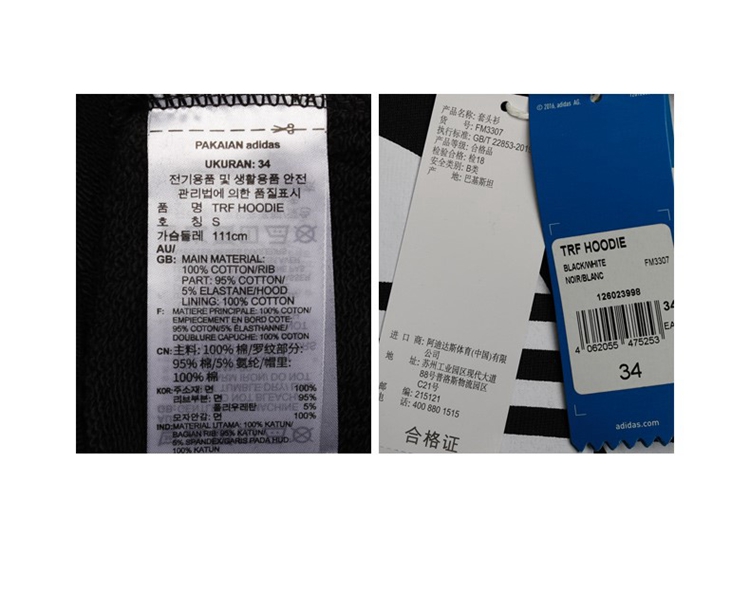 PAKAIAN adidas
UKURAN: 34
전기용품 및 생활용품 안전
관리법에 의한 품질표시
품 명 TRF HOODIE
호 칭 S
가슴둘레 111cm
AU/
GB: MAIN MATERIAL:
100% COTTON/RIB
PART: 95% COTTON/
5% ELASTANE/HOOD
LINING: 100% COTTON
F: MATIERE PRINCIPALE: 100% COTON/
EMPIECEMENT EN BORD COTE:
95% COTON/5% ÉLASTHANNE/
DOUBLURE CAPUCHE: 100% COTON
CN: 主料: 100% 棉/罗纹部分:
95% 棉/5% 氨纶/帽里:
100% 棉
KOR: 주소재: 면 100%
리브부분: 면 95%
폴리우레탄 5%
모자안감: 면 100%
IND: MATERIAL UTAMA: 100% KATUN/
BAGIAN RIB: 95% KATUN/
5% SPANDEX/GARIS PADA HUD:
100% KATUN
产品名称: 套头衫
货 号: FM3307
执行标准: GB/T 22853-201
产品等级: 合格品
检验合格: 检18
安全类别: B类
产 地: 巴基斯坦
进 口 商: 阿迪达斯体育(中国)有限
公司
地 址: 苏州工业园区现代大道
88号普洛斯物流园区
C21号
邮 编: 215121
电 话: 400 880 1515
合格证
© 2016, adidas AG.
TRF HOODIE
BLACK/WHITE FM3307
NOIR/BLANC
126023998
34
EA
4 062055 475253
34
adidas.com